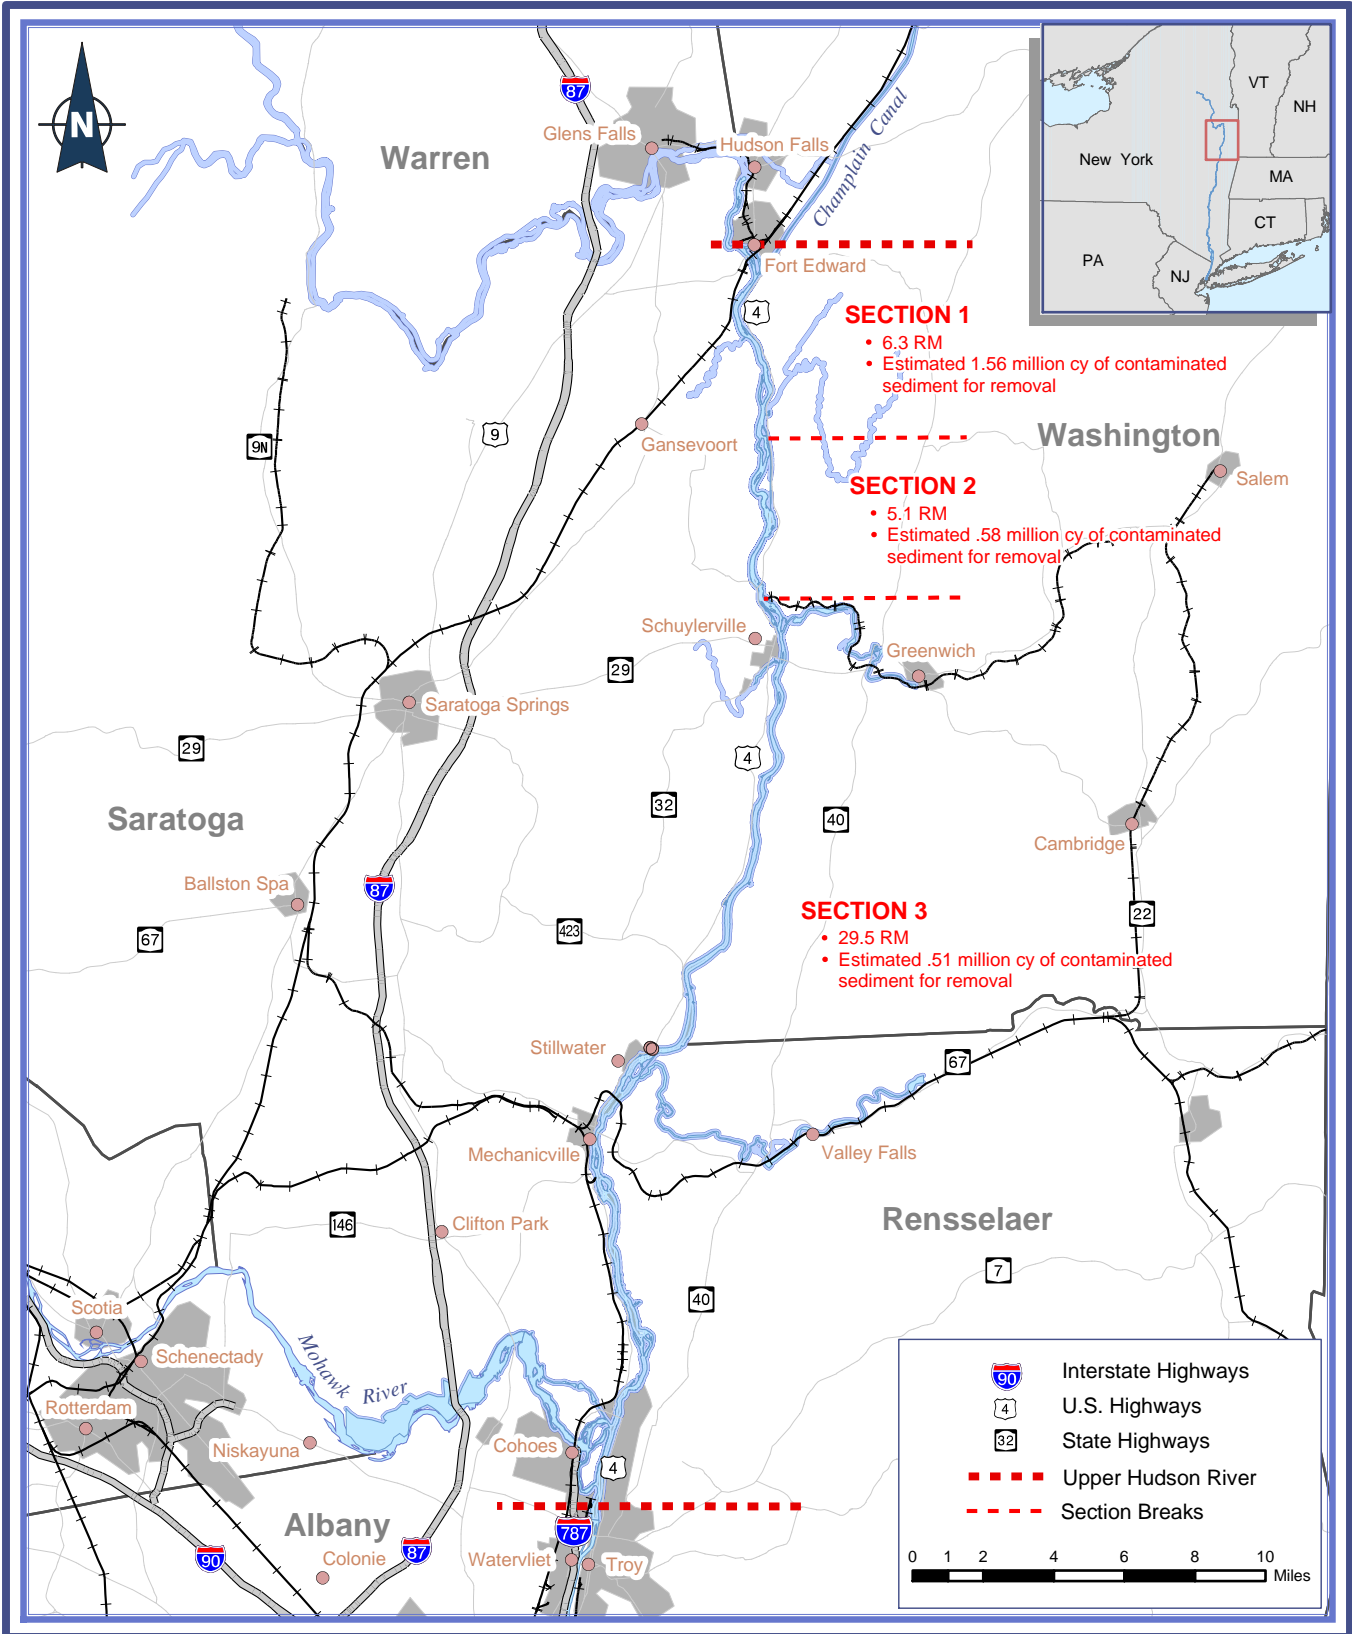 N
87
Glens Falls
Hudson Falls
Warren
Champlain Canal
Fort Edward
VT
NH
New York
MA
CT
PA
NJ
4
SECTION 1
• 6.3 RM
• Estimated 1.56 million cy of contaminated
sediment for removal
9N
9
Gansevoort
Washington
Salem
SECTION 2
• 5.1 RM
• Estimated .58 million cy of contaminated
sediment for removal
Schuylerville
Greenwich
29
Saratoga Springs
29
4
32
40
Saratoga
Cambridge
Ballston Spa
87
67
423
22
SECTION 3
• 29.5 RM
• Estimated .51 million cy of contaminated
sediment for removal
Stillwater
67
Mechanicville
Valley Falls
146
Clifton Park
Rensselaer
7
40
Scotia
Schenectady
Mohawk River
Rotterdam
Niskayuna
Cohoes
4
Albany
787
90
87
Colonie
Watervliet
Troy
90 Interstate Highways
4 U.S. Highways
32 State Highways
Upper Hudson River
Section Breaks
0 1 2 4 6 8 10
Miles